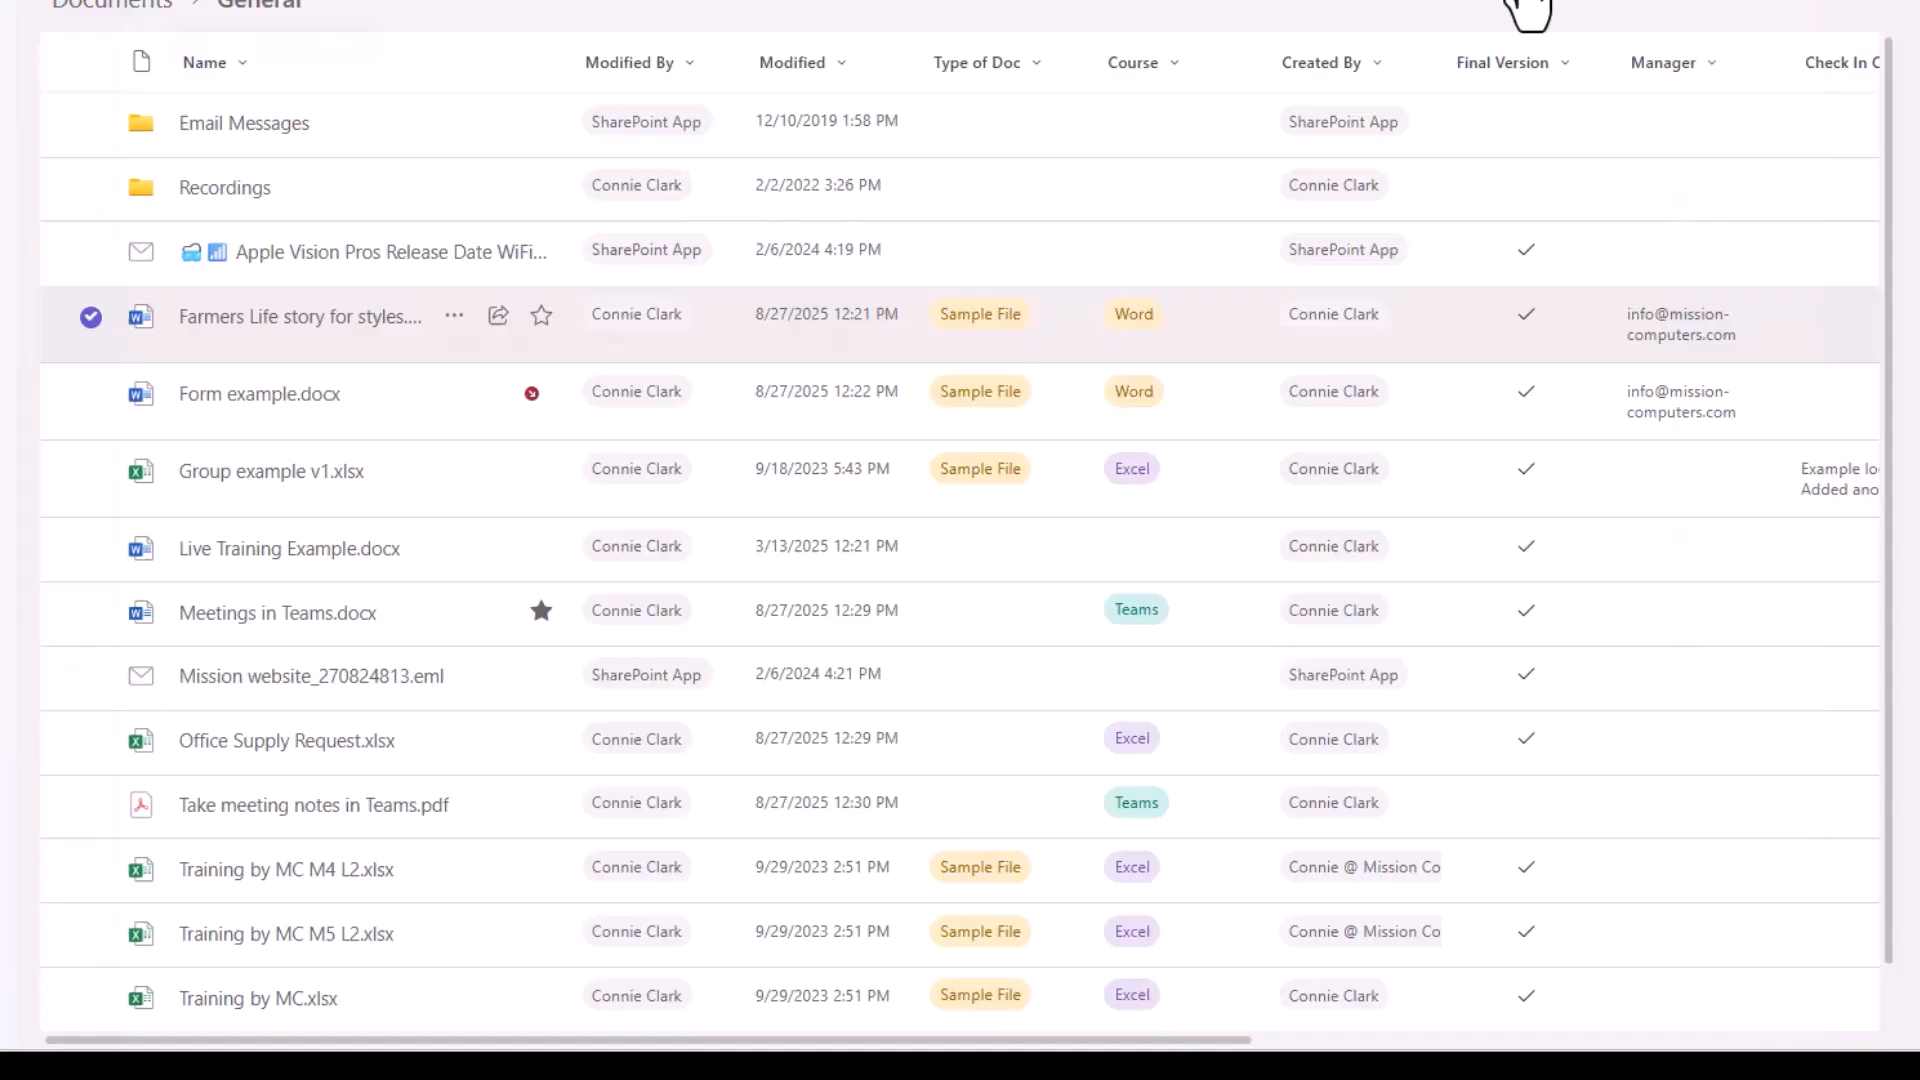 Documents > General
Name Modified By Modified Type of Doc Course Created By Final Version Manager Check In C
Email Messages SharePoint App 12/10/2019 1:58 PM SharePoint App
Recordings Connie Clark 2/2/2022 3:26 PM Connie Clark
Apple Vision Pros Release Date WiFi... SharePoint App 2/6/2024 4:19 PM SharePoint App
Farmers Life story for styles.... Connie Clark 8/27/2025 12:21 PM Sample File Word Connie Clark info@mission-
computers.com
Form example.docx Connie Clark 8/27/2025 12:22 PM Sample File Word Connie Clark info@mission-
computers.com
Group example v1.xlsx Connie Clark 9/18/2023 5:43 PM Sample File Excel Connie Clark Example lo
Added ano
Live Training Example.docx Connie Clark 3/13/2025 12:21 PM Connie Clark
Meetings in Teams.docx Connie Clark 8/27/2025 12:29 PM Teams Connie Clark
Mission website_270824813.eml SharePoint App 2/6/2024 4:21 PM SharePoint App
Office Supply Request.xlsx Connie Clark 8/27/2025 12:29 PM Excel Connie Clark
Take meeting notes in Teams.pdf Connie Clark 8/27/2025 12:30 PM Teams Connie Clark
Training by MC M4 L2.xlsx Connie Clark 9/29/2023 2:51 PM Sample File Excel Connie @ Mission Co
Training by MC M5 L2.xlsx Connie Clark 9/29/2023 2:51 PM Sample File Excel Connie @ Mission Co
Training by MC.xlsx Connie Clark 9/29/2023 2:51 PM Sample File Excel Connie Clark